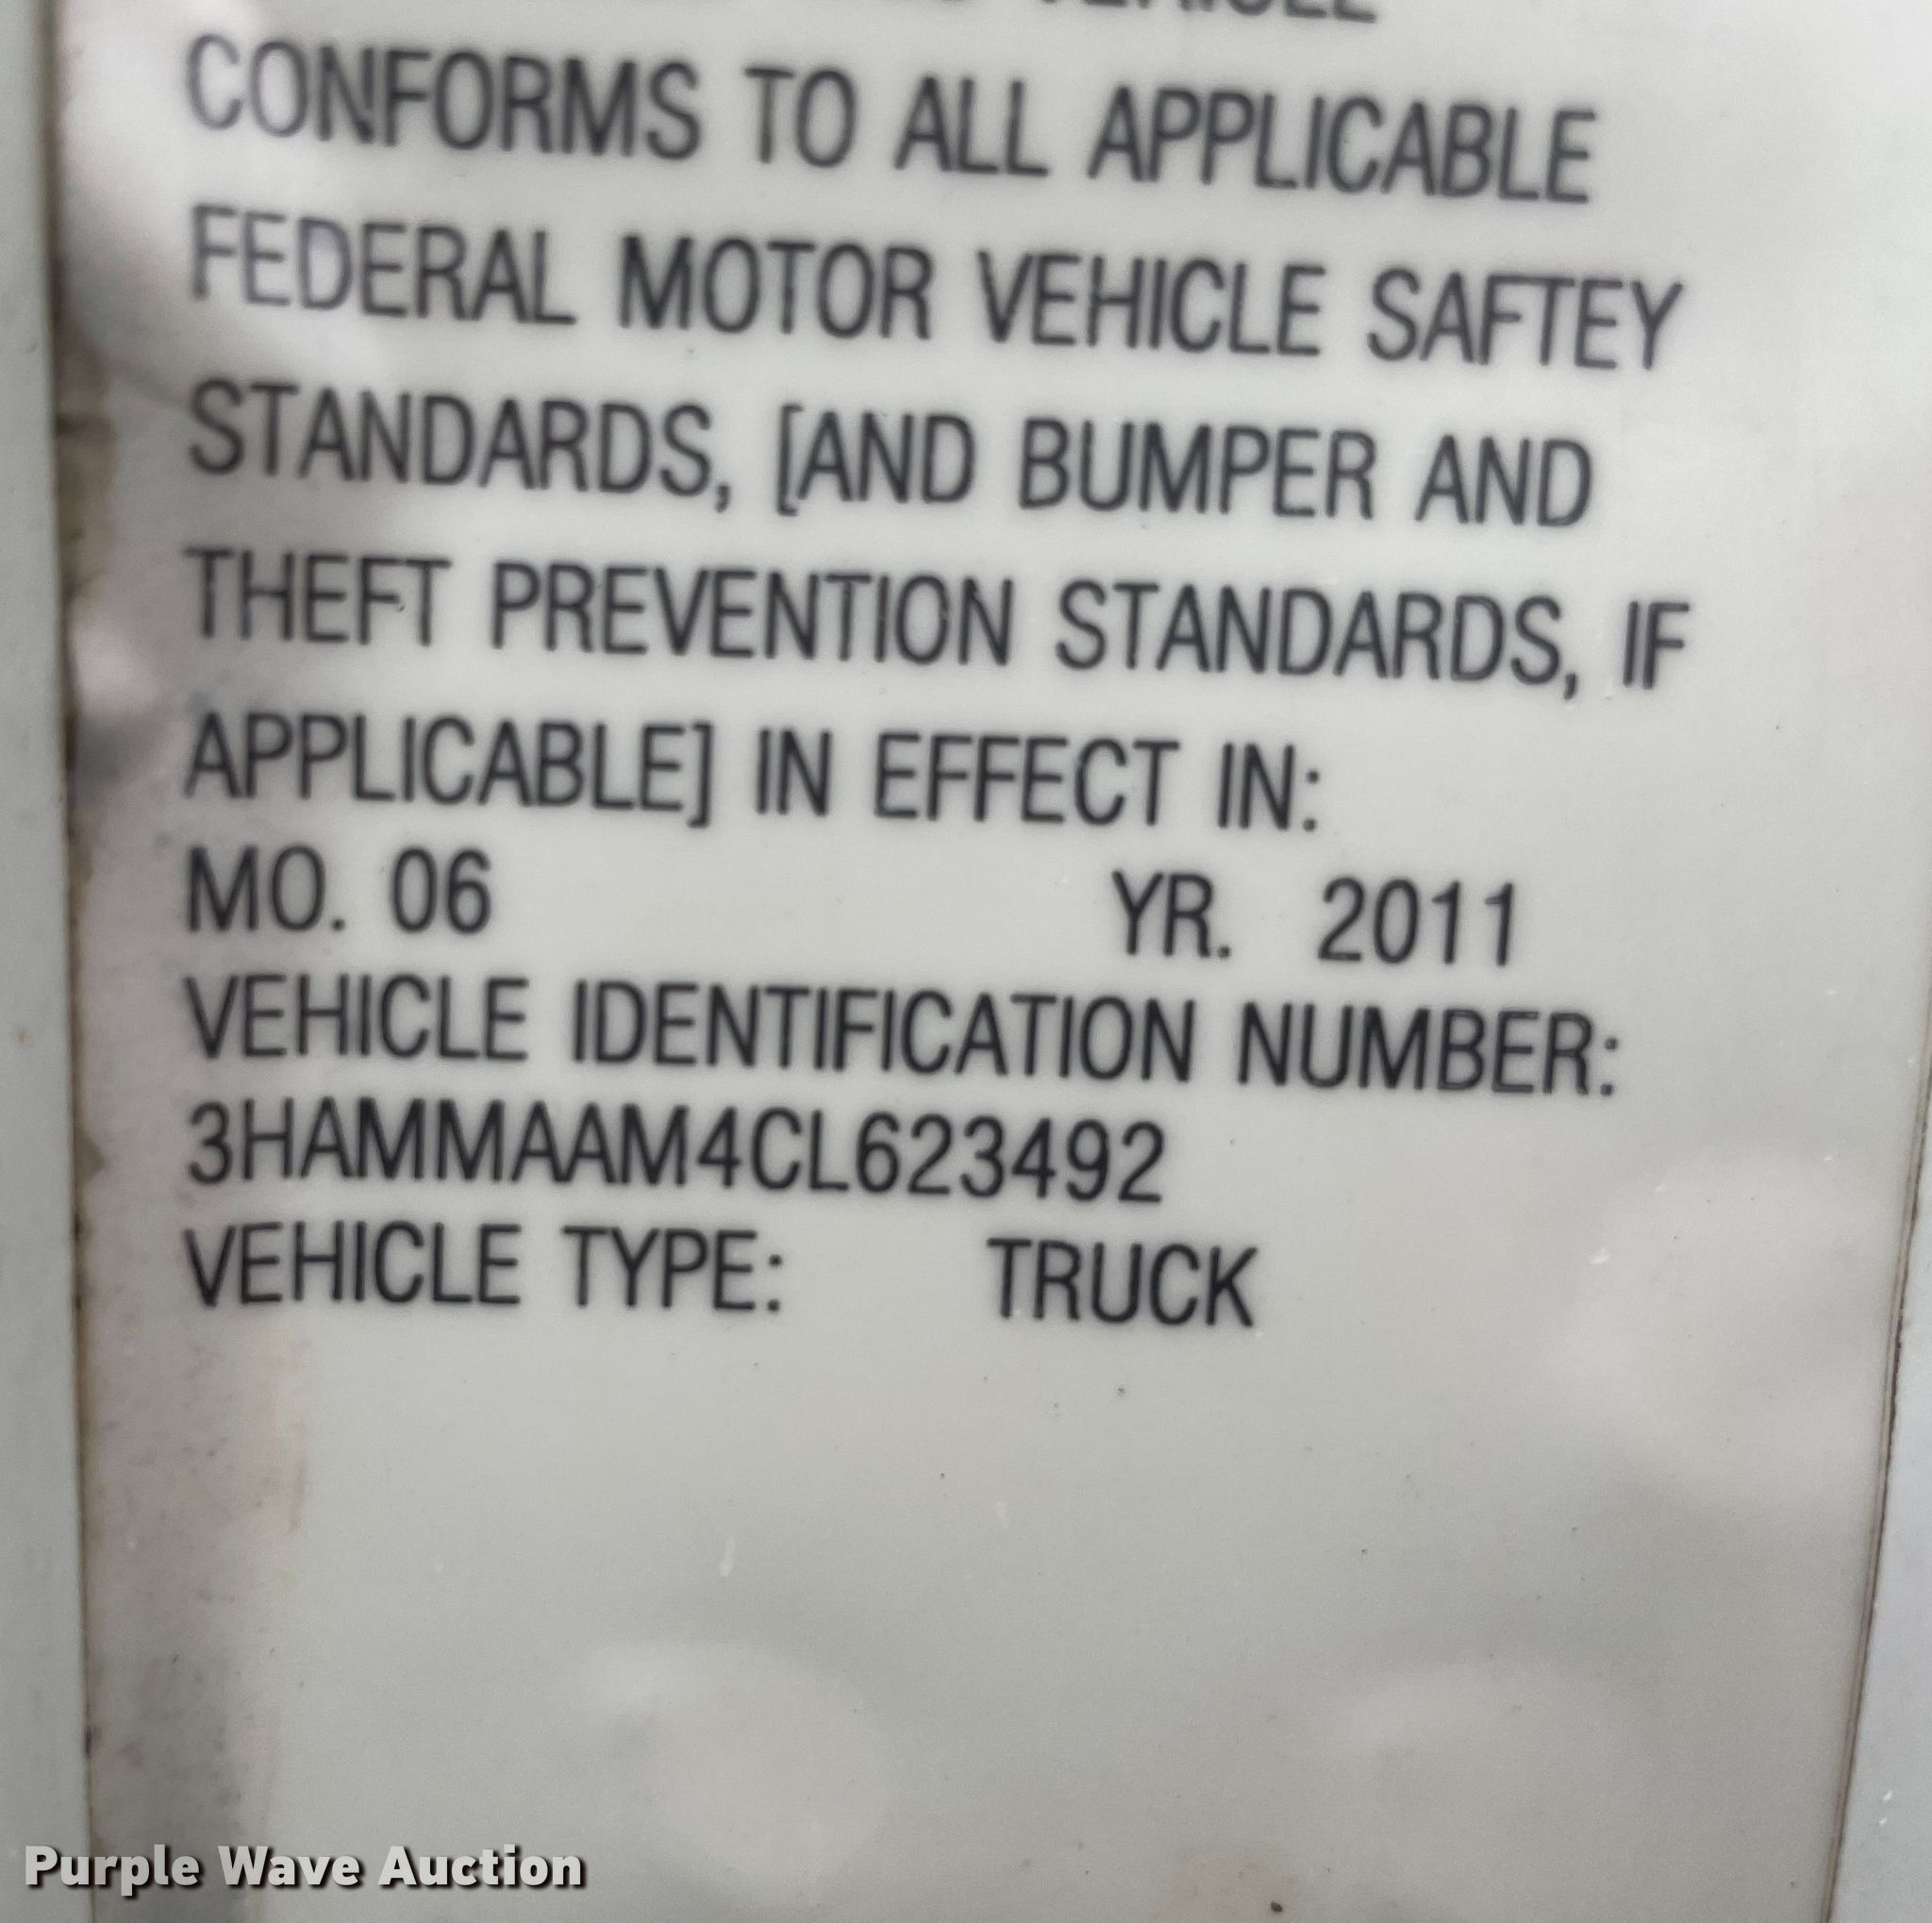 VEHICLE
CONFORMS TO ALL APPLICABLE
FEDERAL MOTOR VEHICLE SAFTEY
STANDARDS, [AND BUMPER AND
THEFT PREVENTION STANDARDS, IF
APPLICABLE] IN EFFECT IN:
MO. 06 YR. 2011
VEHICLE IDENTIFICATION NUMBER:
3HAMMAAM4CL623492
VEHICLE TYPE: TRUCK
Purple Wave Auction